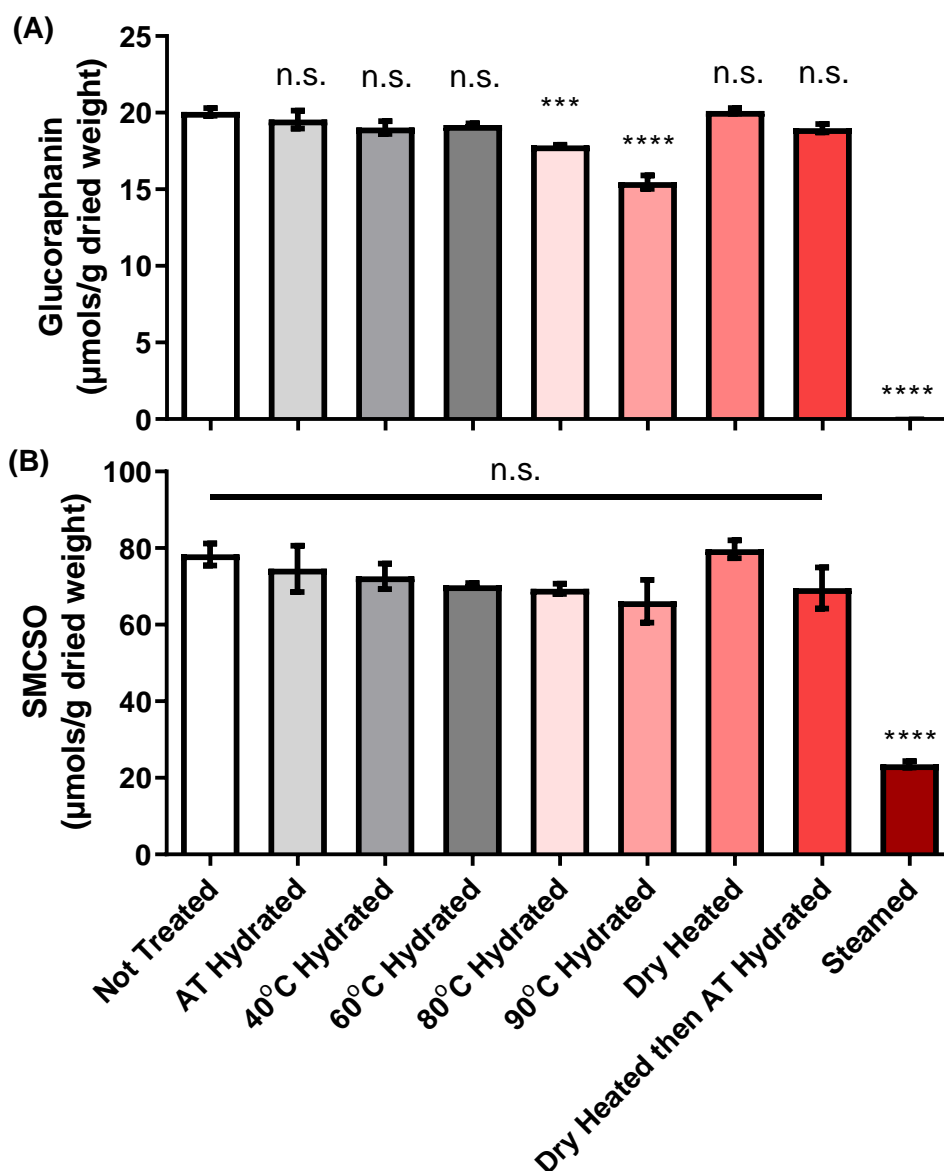 (A)
Glucoraphanin
(µmols/g dried weight)
25
20
15
10
5
0
n.s.
n.s.
n.s.
***
****
n.s.
n.s.
****
(B)
SMCSO
(µmols/g dried weight)
100
80
60
40
20
0
n.s.
****
Not Treated
AT Hydrated
40°C Hydrated
60°C Hydrated
80°C Hydrated
90°C Hydrated
Dry Heated
Dry Heated then AT Hydrated
Steamed